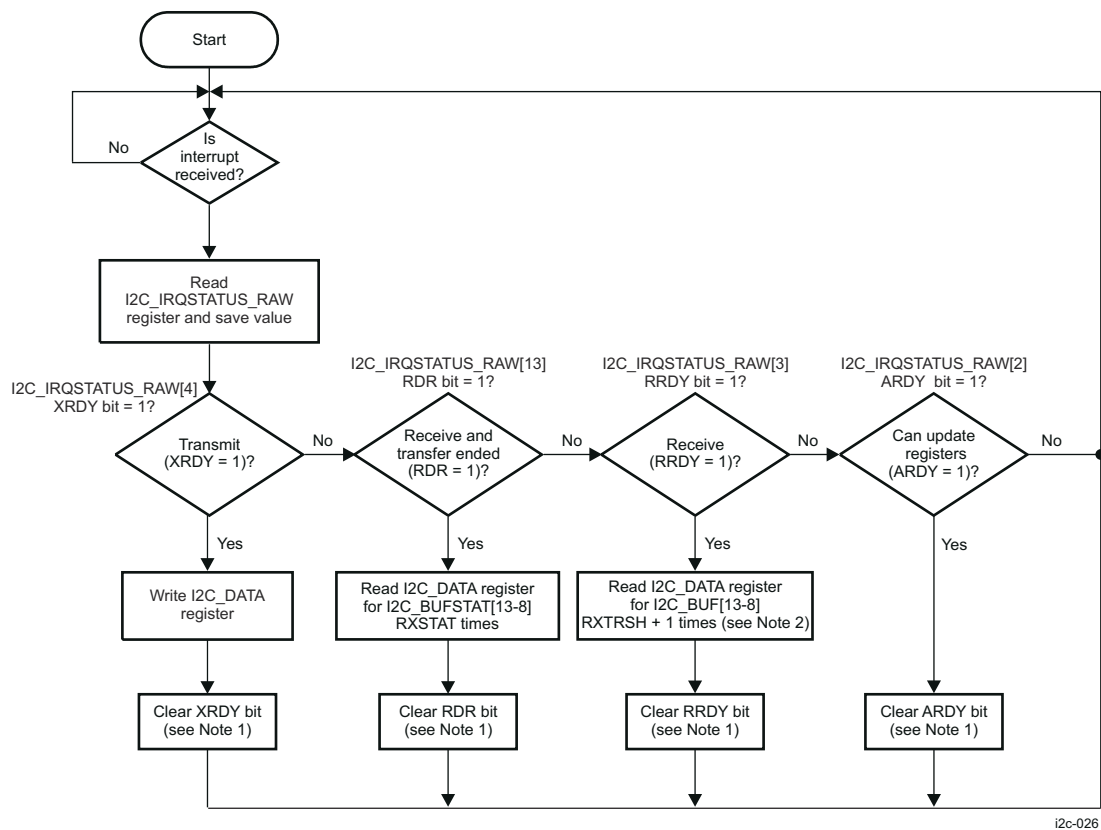 Start
No
Is
interrupt
received?
Read
I2C_IRQSTATUS_RAW
register and save value
I2C_IRQSTATUS_RAW[4]
XRDY bit = 1?
I2C_IRQSTATUS_RAW[13]
RDR bit = 1?
I2C_IRQSTATUS_RAW[3]
RRDY bit = 1?
I2C_IRQSTATUS_RAW[2]
ARDY bit = 1?
Transmit
(XRDY = 1)?
No
Receive and
transfer ended
(RDR = 1)?
No
Receive
(RRDY = 1)?
No
Can update
registers
(ARDY = 1)?
No
Yes
Yes
Yes
Yes
Write I2C_DATA
register
Read I2C_DATA register
for I2C_BUFSTAT[13-8]
RXSTAT times
Read I2C_DATA register
for I2C_BUF[13-8]
RXTRSH + 1 times (see Note 2)
Clear XRDY bit
(see Note 1)
Clear RDR bit
(see Note 1)
Clear RRDY bit
(see Note 1)
Clear ARDY bit
(see Note 1)
i2c-026